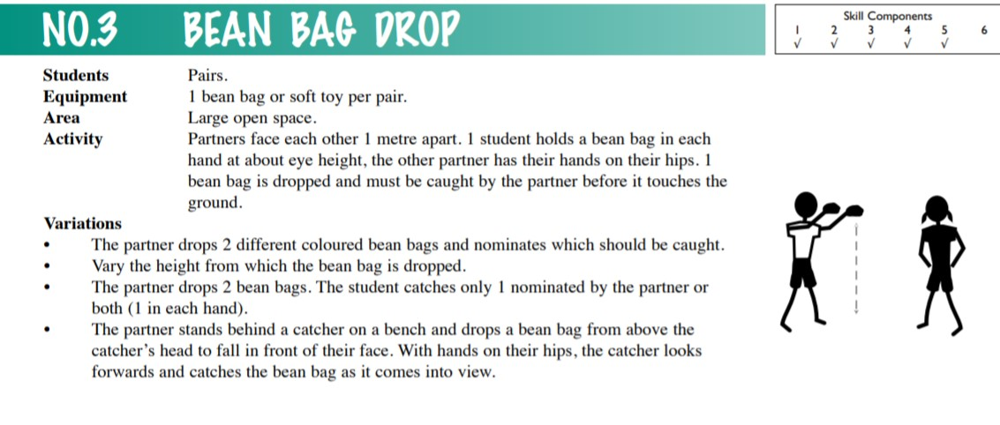 NO.3 BEAN BAG DROP
Skill Components
1 2 3 4 5 6
✓ ✓ ✓ ✓ ✓
Students Pairs.
Equipment 1 bean bag or soft toy per pair.
Area Large open space.
Activity Partners face each other 1 metre apart. 1 student holds a bean bag in each
hand at about eye height, the other partner has their hands on their hips. 1
bean bag is dropped and must be caught by the partner before it touches the
ground.
Variations
• The partner drops 2 different coloured bean bags and nominates which should be caught.
• Vary the height from which the bean bag is dropped.
• The partner drops 2 bean bags. The student catches only 1 nominated by the partner or
both (1 in each hand).
• The partner stands behind a catcher on a bench and drops a bean bag from above the
catcher's head to fall in front of their face. With hands on their hips, the catcher looks
forwards and catches the bean bag as it comes into view.